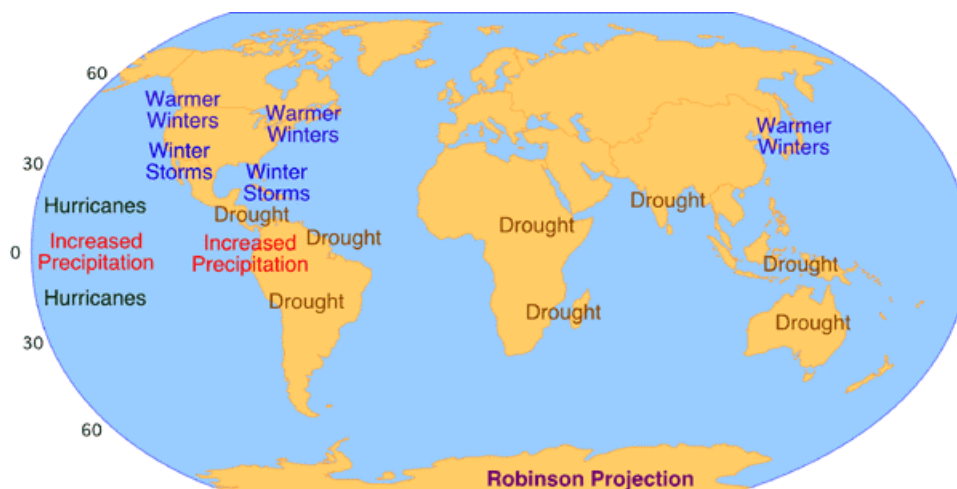 60
Warmer
Winters
Warmer
Winters
Warmer
Winters
30
Winter
Storms
Winter
Storms
Drought
Hurricanes
Drought
Drought
0
Increased
Precipitation
Increased
Precipitation
Drought
Drought
Hurricanes
Drought
Drought
Drought
30
60
Robinson Projection